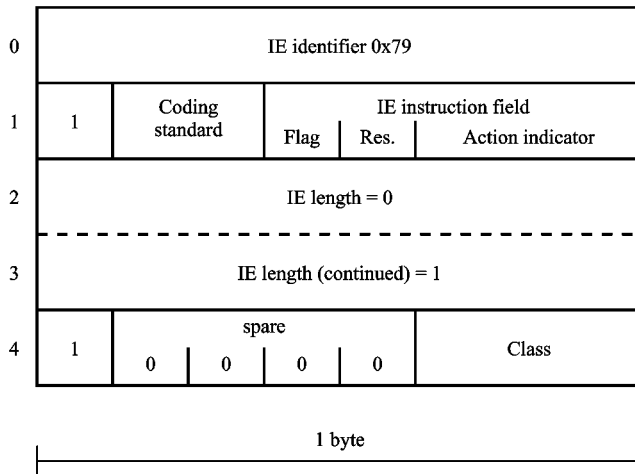 0 IE identifier 0x79
1 1 Coding standard IE instruction field
Flag Res. Action indicator
2 IE length = 0
3 IE length (continued) = 1
4 1 spare Class
0 0 0 0
1 byte